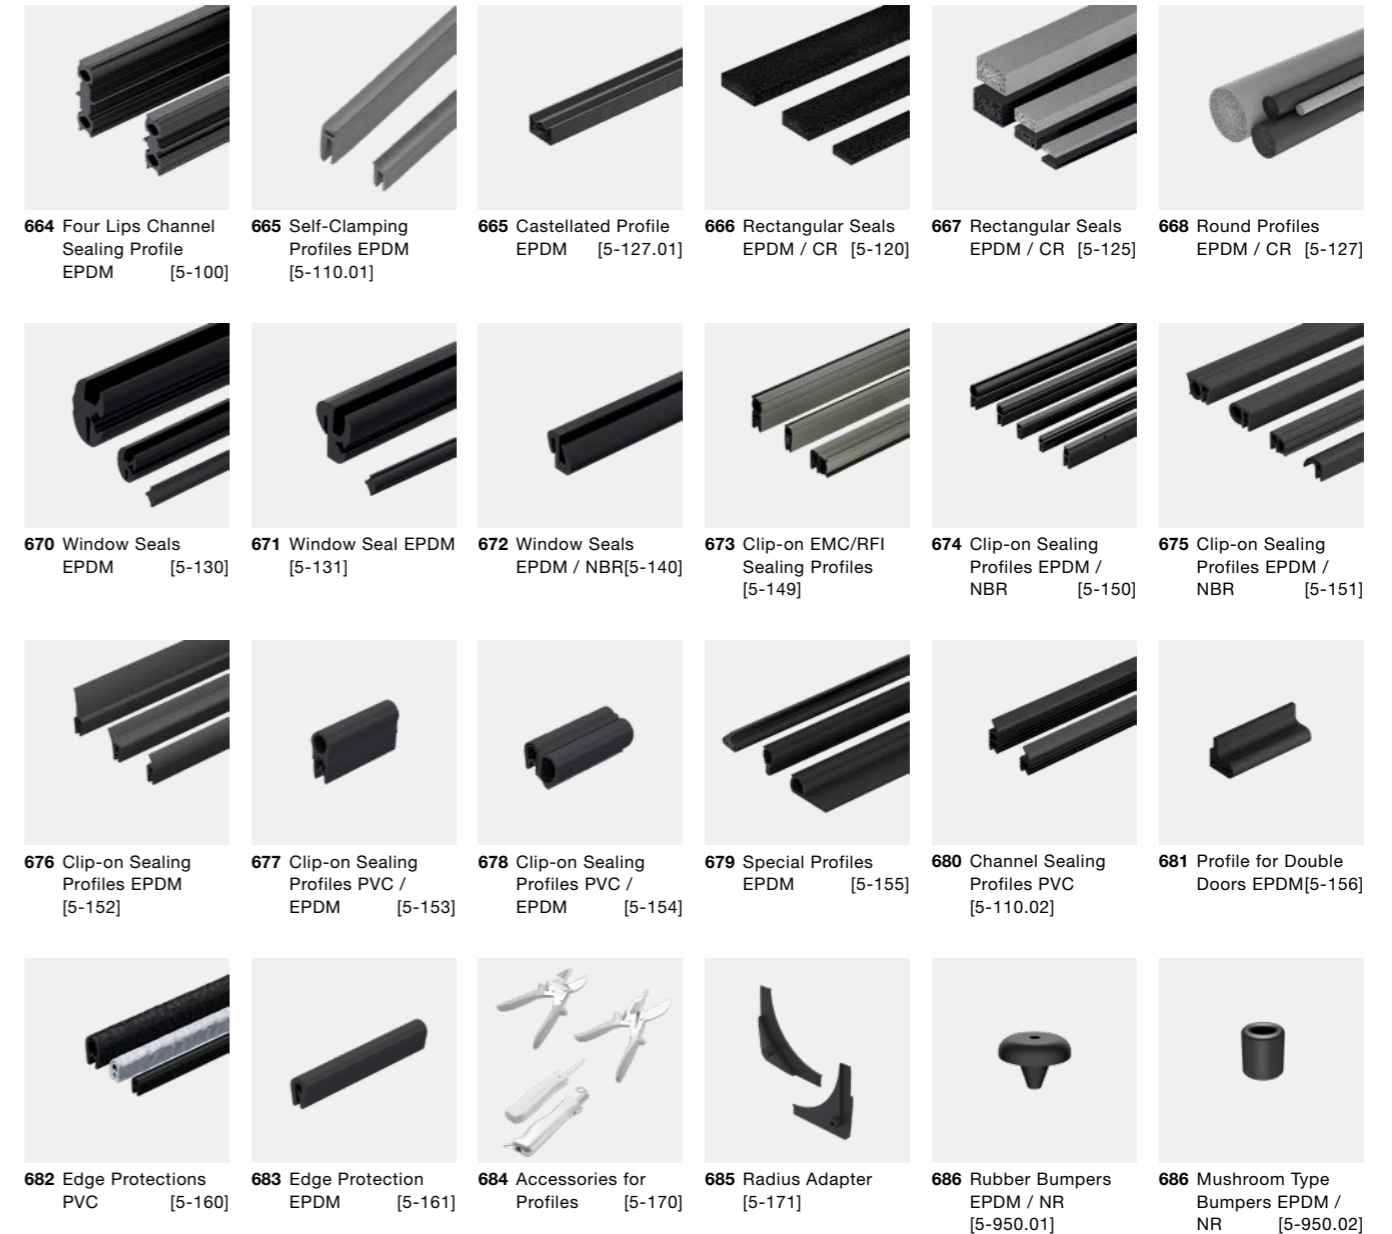 664 Four Lips Channel
Sealing Profile
EPDM [5-100]
665 Self-Clamping
Profiles EPDM
[5-110.01]
665 Castellated Profile
EPDM [5-127.01]
666 Rectangular Seals
EPDM / CR [5-120]
667 Rectangular Seals
EPDM / CR [5-125]
668 Round Profiles
EPDM / CR [5-127]
670 Window Seals
EPDM [5-130]
671 Window Seal EPDM
[5-131]
672 Window Seals
EPDM / NBR[5-140]
673 Clip-on EMC/RFI
Sealing Profiles
[5-149]
674 Clip-on Sealing
Profiles EPDM /
NBR [5-150]
675 Clip-on Sealing
Profiles EPDM /
NBR [5-151]
676 Clip-on Sealing
Profiles EPDM
[5-152]
677 Clip-on Sealing
Profiles PVC /
EPDM [5-153]
678 Clip-on Sealing
Profiles PVC /
EPDM [5-154]
679 Special Profiles
EPDM [5-155]
680 Channel Sealing
Profiles PVC
[5-110.02]
681 Profile for Double
Doors EPDM[5-156]
682 Edge Protections
PVC [5-160]
683 Edge Protection
EPDM [5-161]
684 Accessories for
Profiles [5-170]
685 Radius Adapter
[5-171]
686 Rubber Bumpers
EPDM / NR
[5-950.01]
686 Mushroom Type
Bumpers EPDM /
NR [5-950.02]